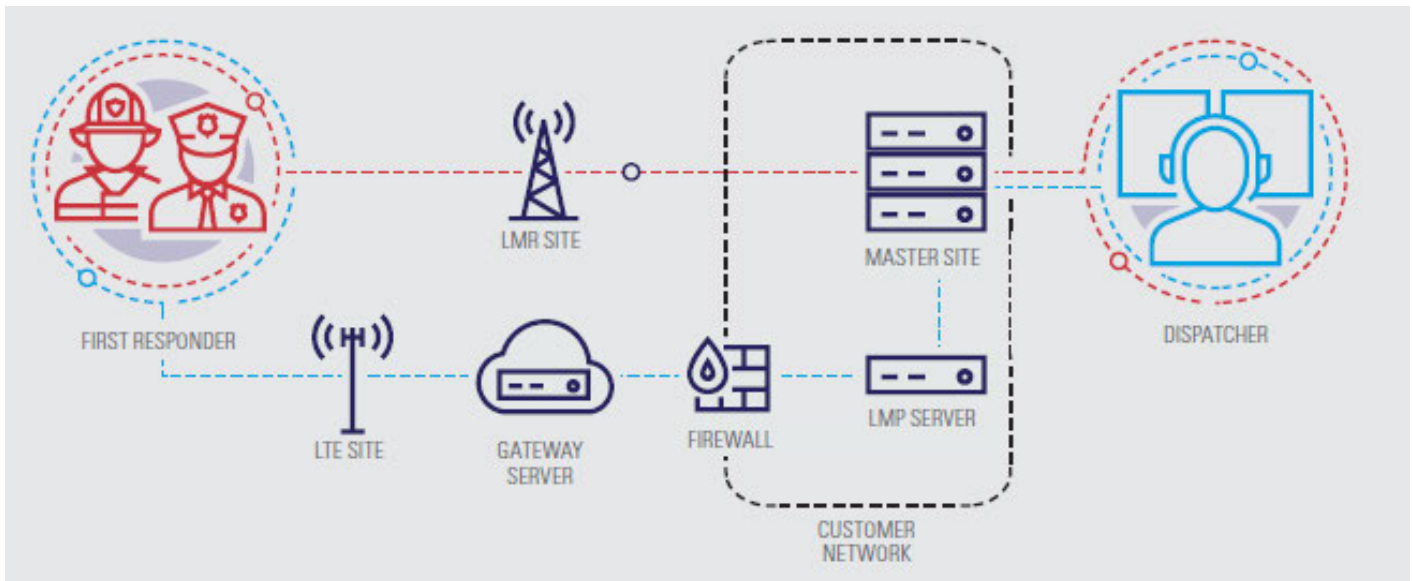 LMR SITE
MASTER SITE
FIRST RESPONDER
DISPATCHER
LTE SITE
GATEWAY
SERVER
FIREWALL
LMP SERVER
CUSTOMER
NETWORK